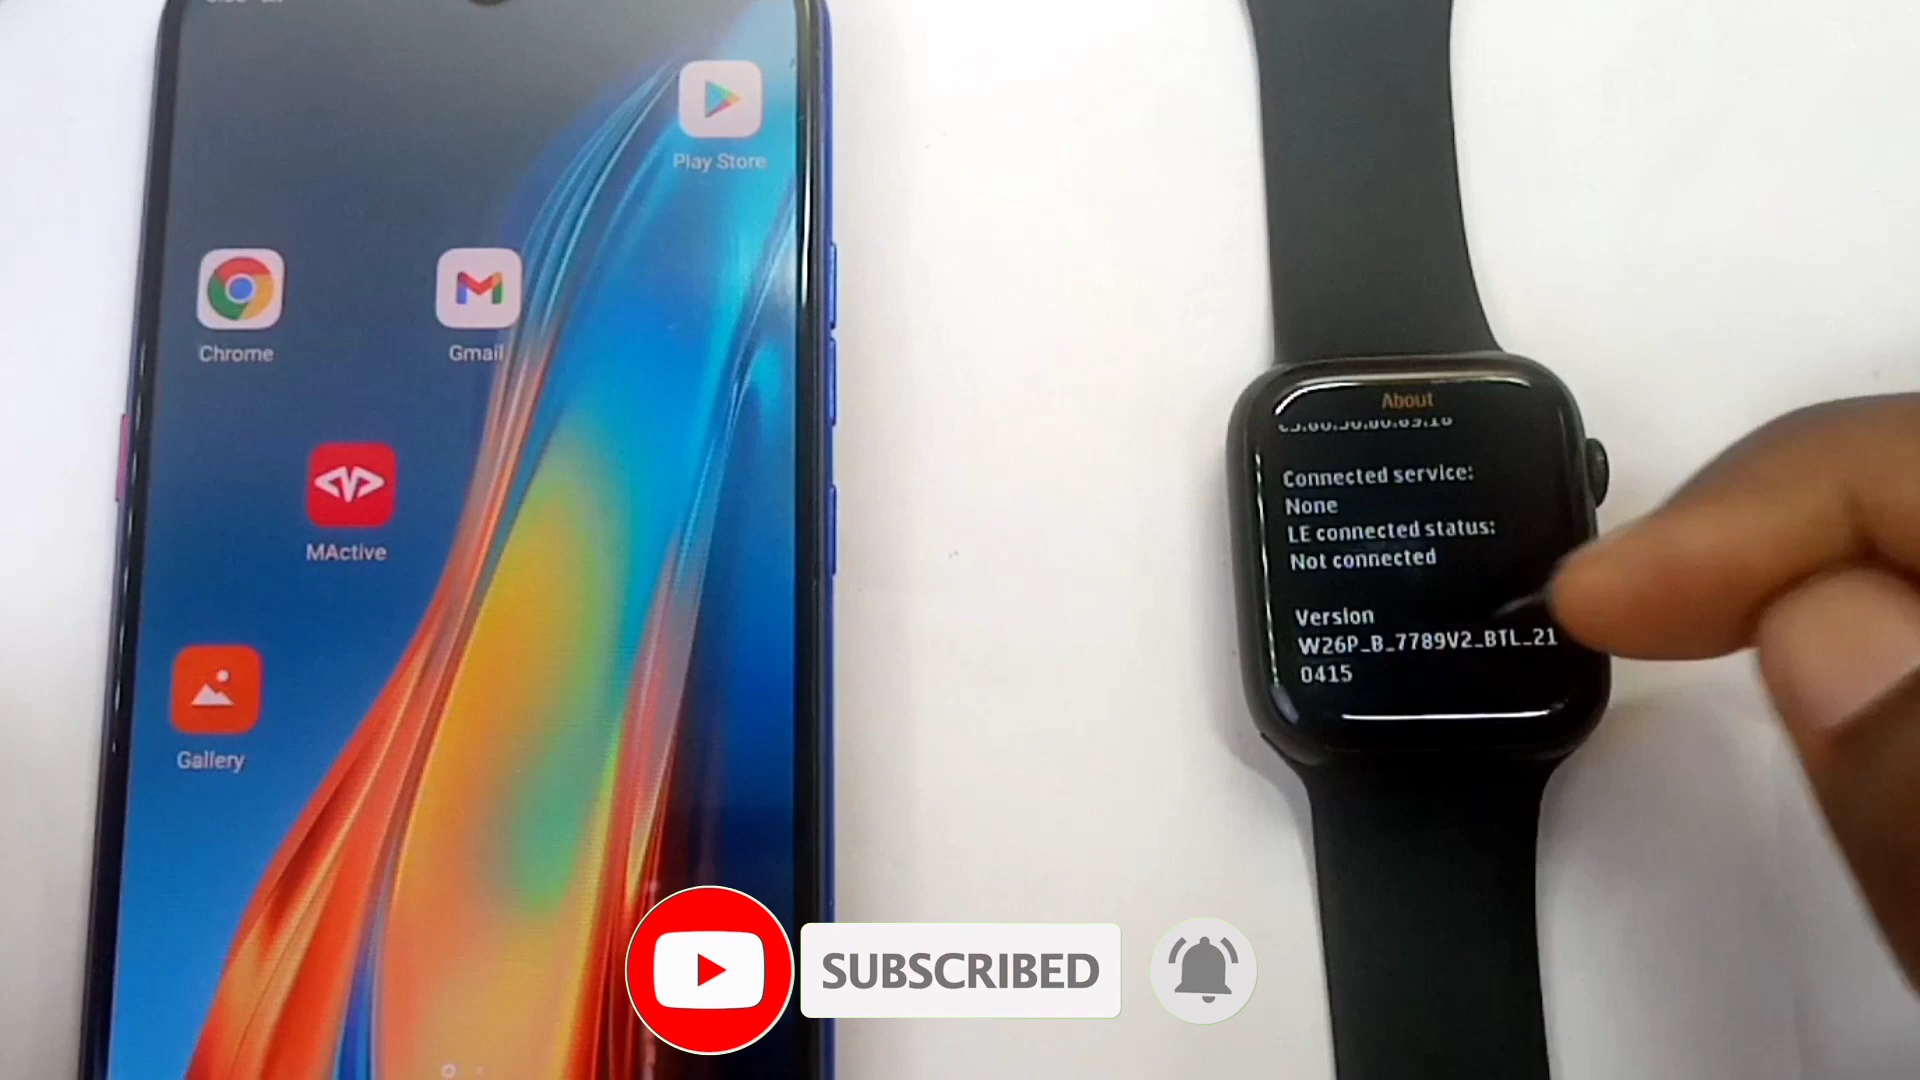 Play Store
Chrome
Gmail
MActive
Gallery
About
Connected service:
None
LE connected status:
Not connected
Version
W26P_B_7789V2_BTL_21
0415
SUBSCRIBED